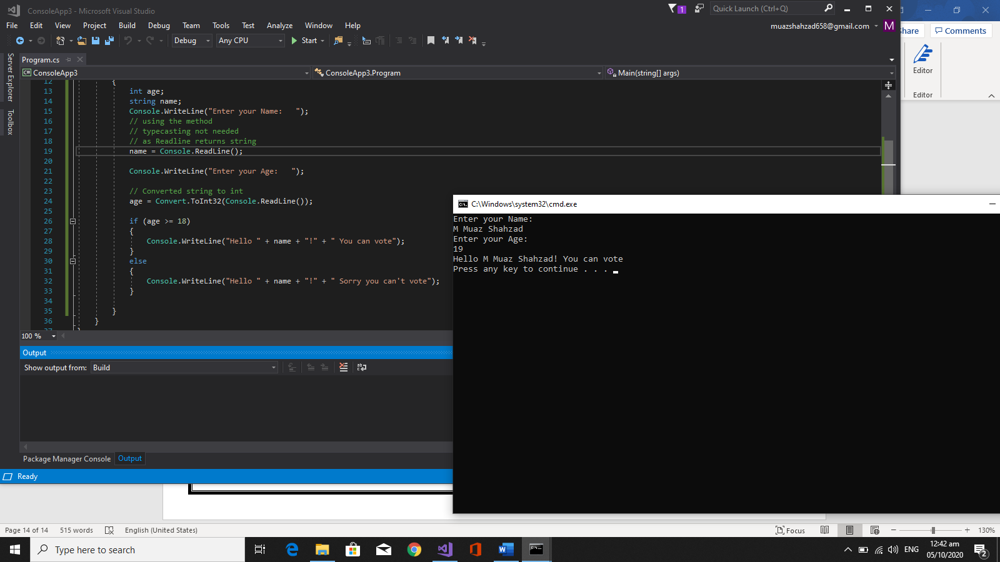 ConsoleApp3 - Microsoft Visual Studio
1
Quick Launch (Ctrl+Q)
File Edit View Project Build Debug Team Tools Test Analyze Window Help
muazshahzad658@gmail.com M
hare
Comments
Debug Any CPU Start
Program.cs
Server Explorer
Toolbox
C# ConsoleApp3
ConsoleApp3.Program
Main(string[] args)
Editor
Editor
12 {
13 int age;
14 string name;
15 Console.WriteLine("Enter your Name:   ");
16 // using the method
17 // typecasting not needed
18 // as Readline returns string
19 name = Console.ReadLine();
20
21 Console.WriteLine("Enter your Age:   ");
22
23 // Converted string to int
24 age = Convert.ToInt32(Console.ReadLine());
25
26 if (age >= 18)
27 {
28 Console.WriteLine("Hello " + name + "!" + " You can vote");
29 }
30 else
31 {
32 Console.WriteLine("Hello " + name + "!" + " Sorry you can't vote");
33 }
34
35 }
36 }
37 }
100 %
Output
Show output from: Build
Package Manager Console Output
Ready
C:\Windows\system32\cmd.exe
Enter your Name:
M Muaz Shahzad
Enter your Age:
19
Hello M Muaz Shahzad! You can vote
Press any key to continue . . .
Page 14 of 14 515 words English (United States)
Focus
130%
Type here to search
ENG
12:42 am
05/10/2020
2